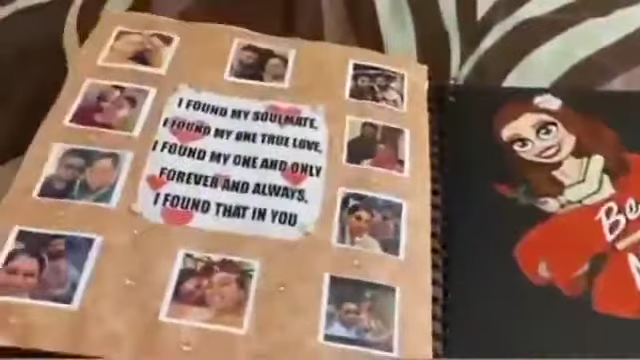 I FOUND MY SOULMATE,
I FOUND MY ONE TRUE LOVE,
I FOUND MY ONE AND ONLY
FOREVER AND ALWAYS,
I FOUND THAT IN YOU
Be